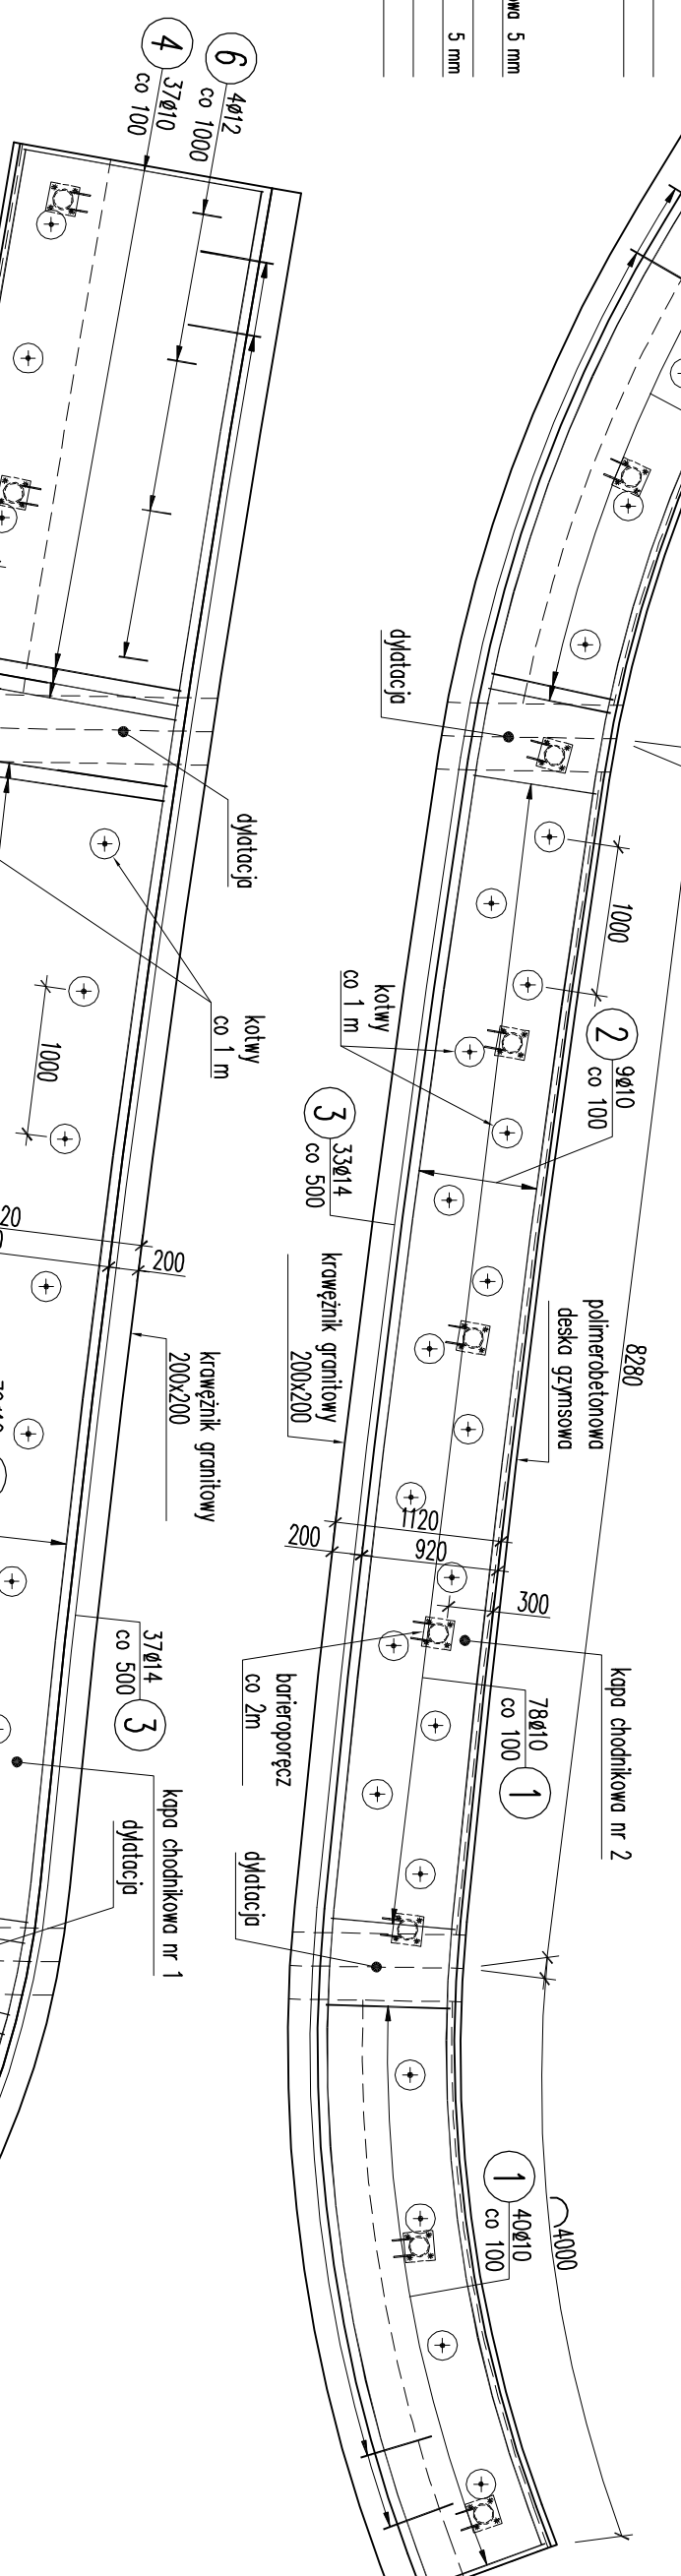 owa 5 mm
5 mm
6
4ø12
co 1000
4
37ø10
co 100
dylatacja
dylatacja
kotwy
co 1 m
1000
kotwy
co 1 m
1000
2
9ø10
co 100
3
33ø14
co 500
200
krawężnik granitowy
200x200
krawężnik granitowy
200x200
polimerobetonowa
deska gzymsowa
8280
1120
920
200
300
37ø14
co 500
3
barieroporęcz
co 2m
78ø10
co 100
1
kapa chodnikowa nr 2
kapa chodnikowa nr 1
dylatacja
dylatacja
1
40ø10
co 100
4000